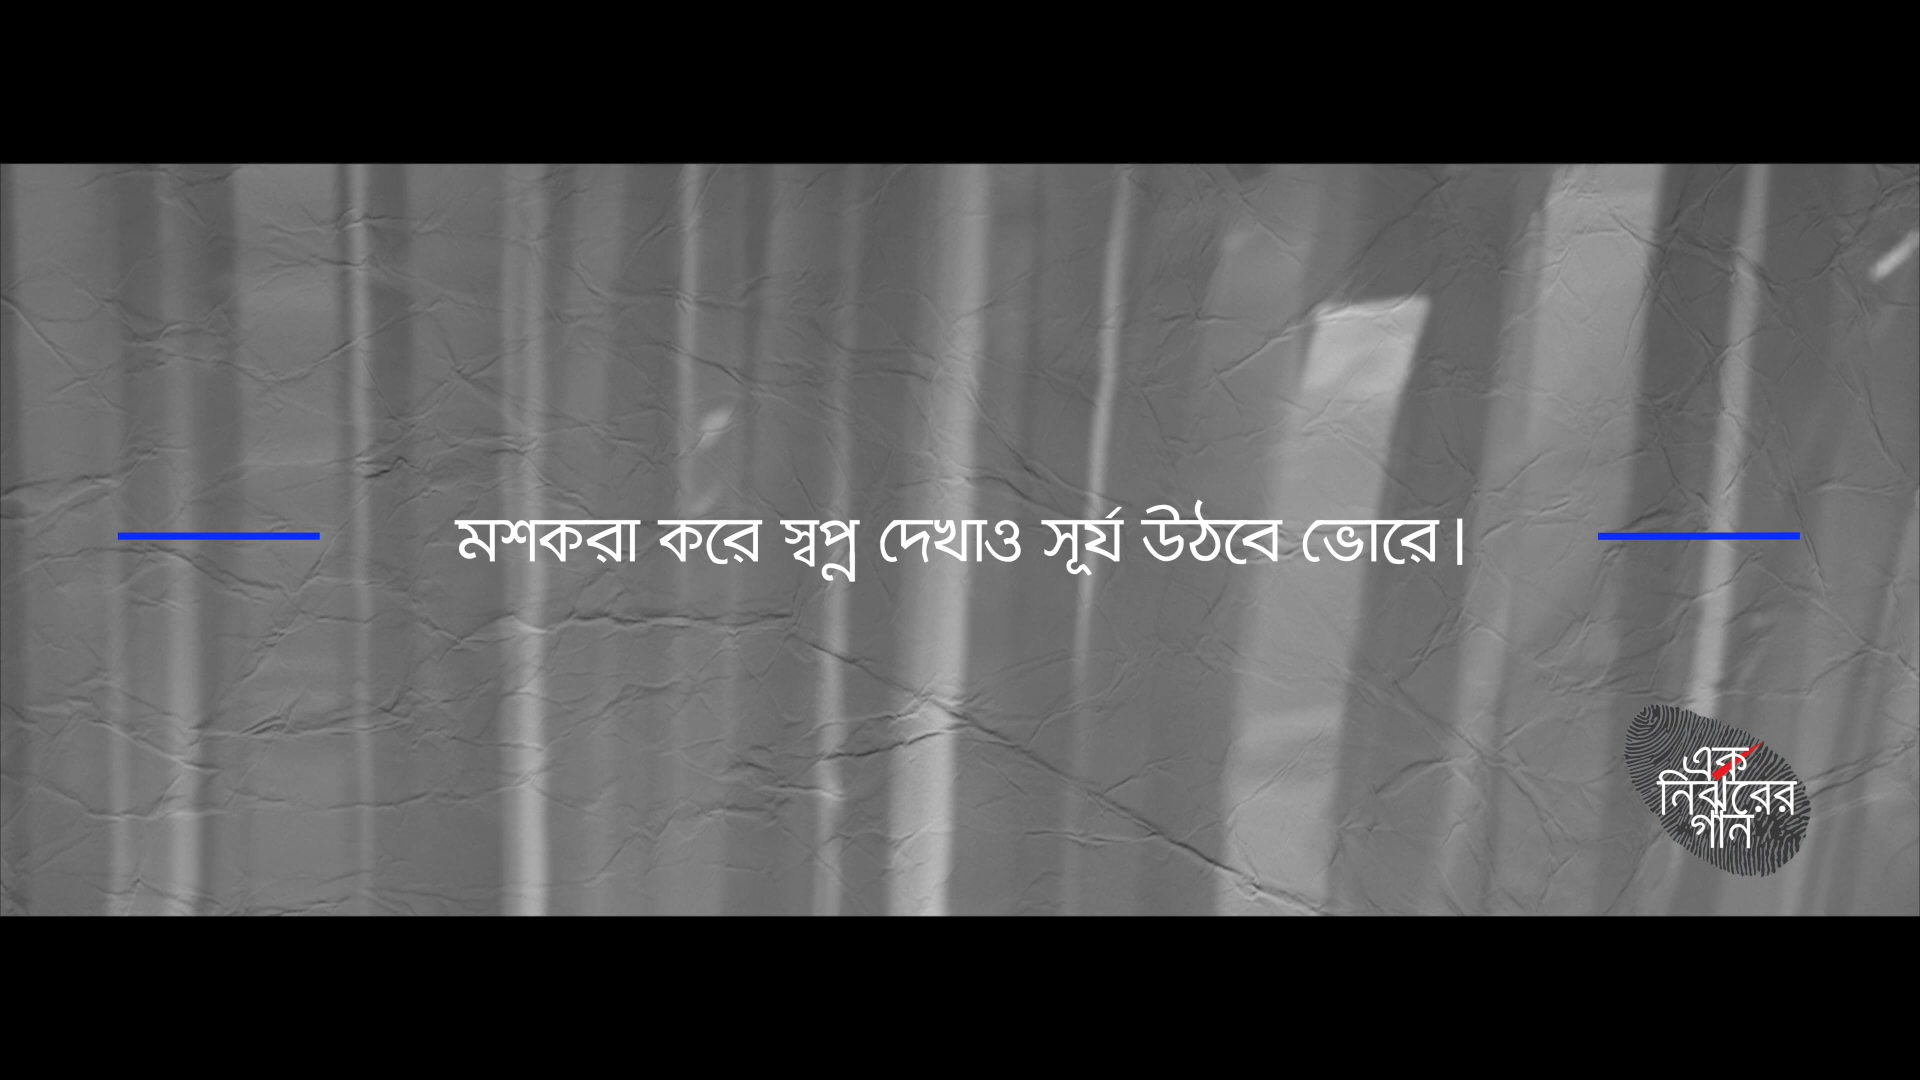 মশকরা করে স্বপ্ন দেখাও সূর্য উঠবে ভোরে।
এক
নির্ঝরের
গান